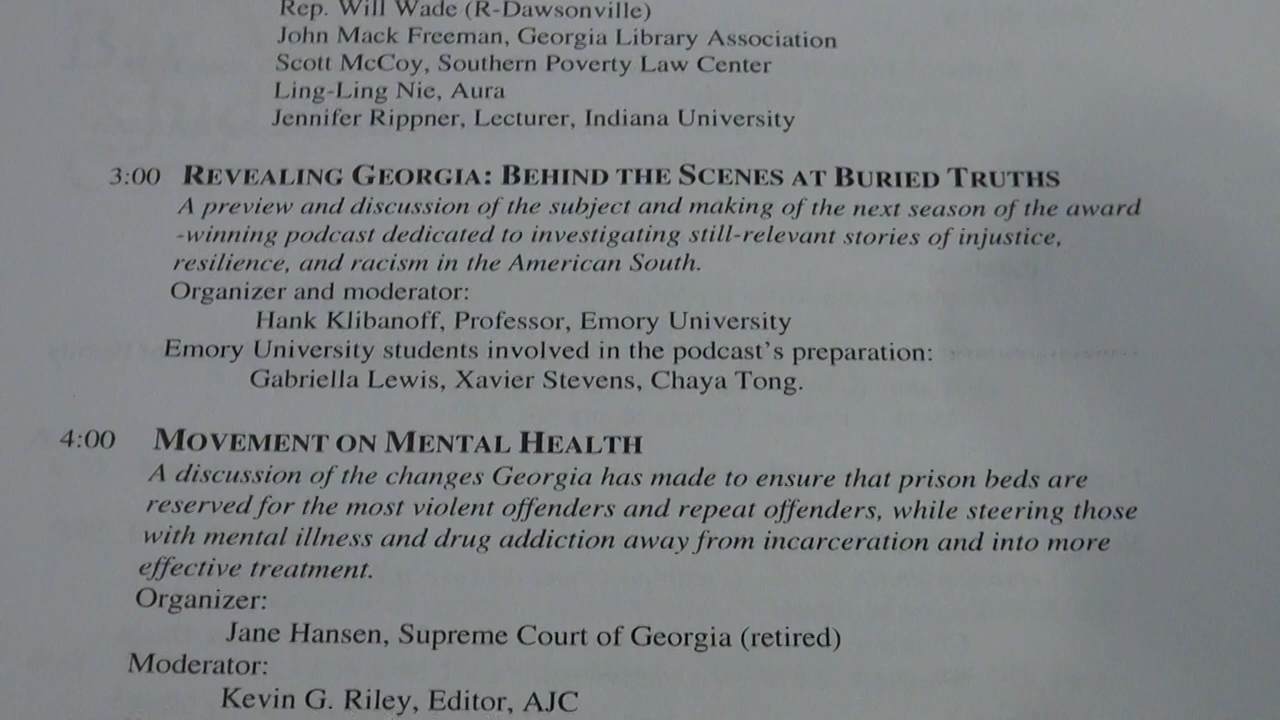 Rep. Will Wade (R-Dawsonville)
John Mack Freeman, Georgia Library Association
Scott McCoy, Southern Poverty Law Center
Ling-Ling Nie, Aura
Jennifer Rippner, Lecturer, Indiana University
3:00 REVEALING GEORGIA: BEHIND THE SCENES AT BURIED TRUTHS
A preview and discussion of the subject and making of the next season of the award
-winning podcast dedicated to investigating still-relevant stories of injustice,
resilience, and racism in the American South.
Organizer and moderator:
Hank Klibanoff, Professor, Emory University
Emory University students involved in the podcast's preparation:
Gabriella Lewis, Xavier Stevens, Chaya Tong.
4:00 MOVEMENT ON MENTAL HEALTH
A discussion of the changes Georgia has made to ensure that prison beds are
reserved for the most violent offenders and repeat offenders, while steering those
with mental illness and drug addiction away from incarceration and into more
effective treatment.
Organizer:
Jane Hansen, Supreme Court of Georgia (retired)
Moderator:
Kevin G. Riley, Editor, AJC